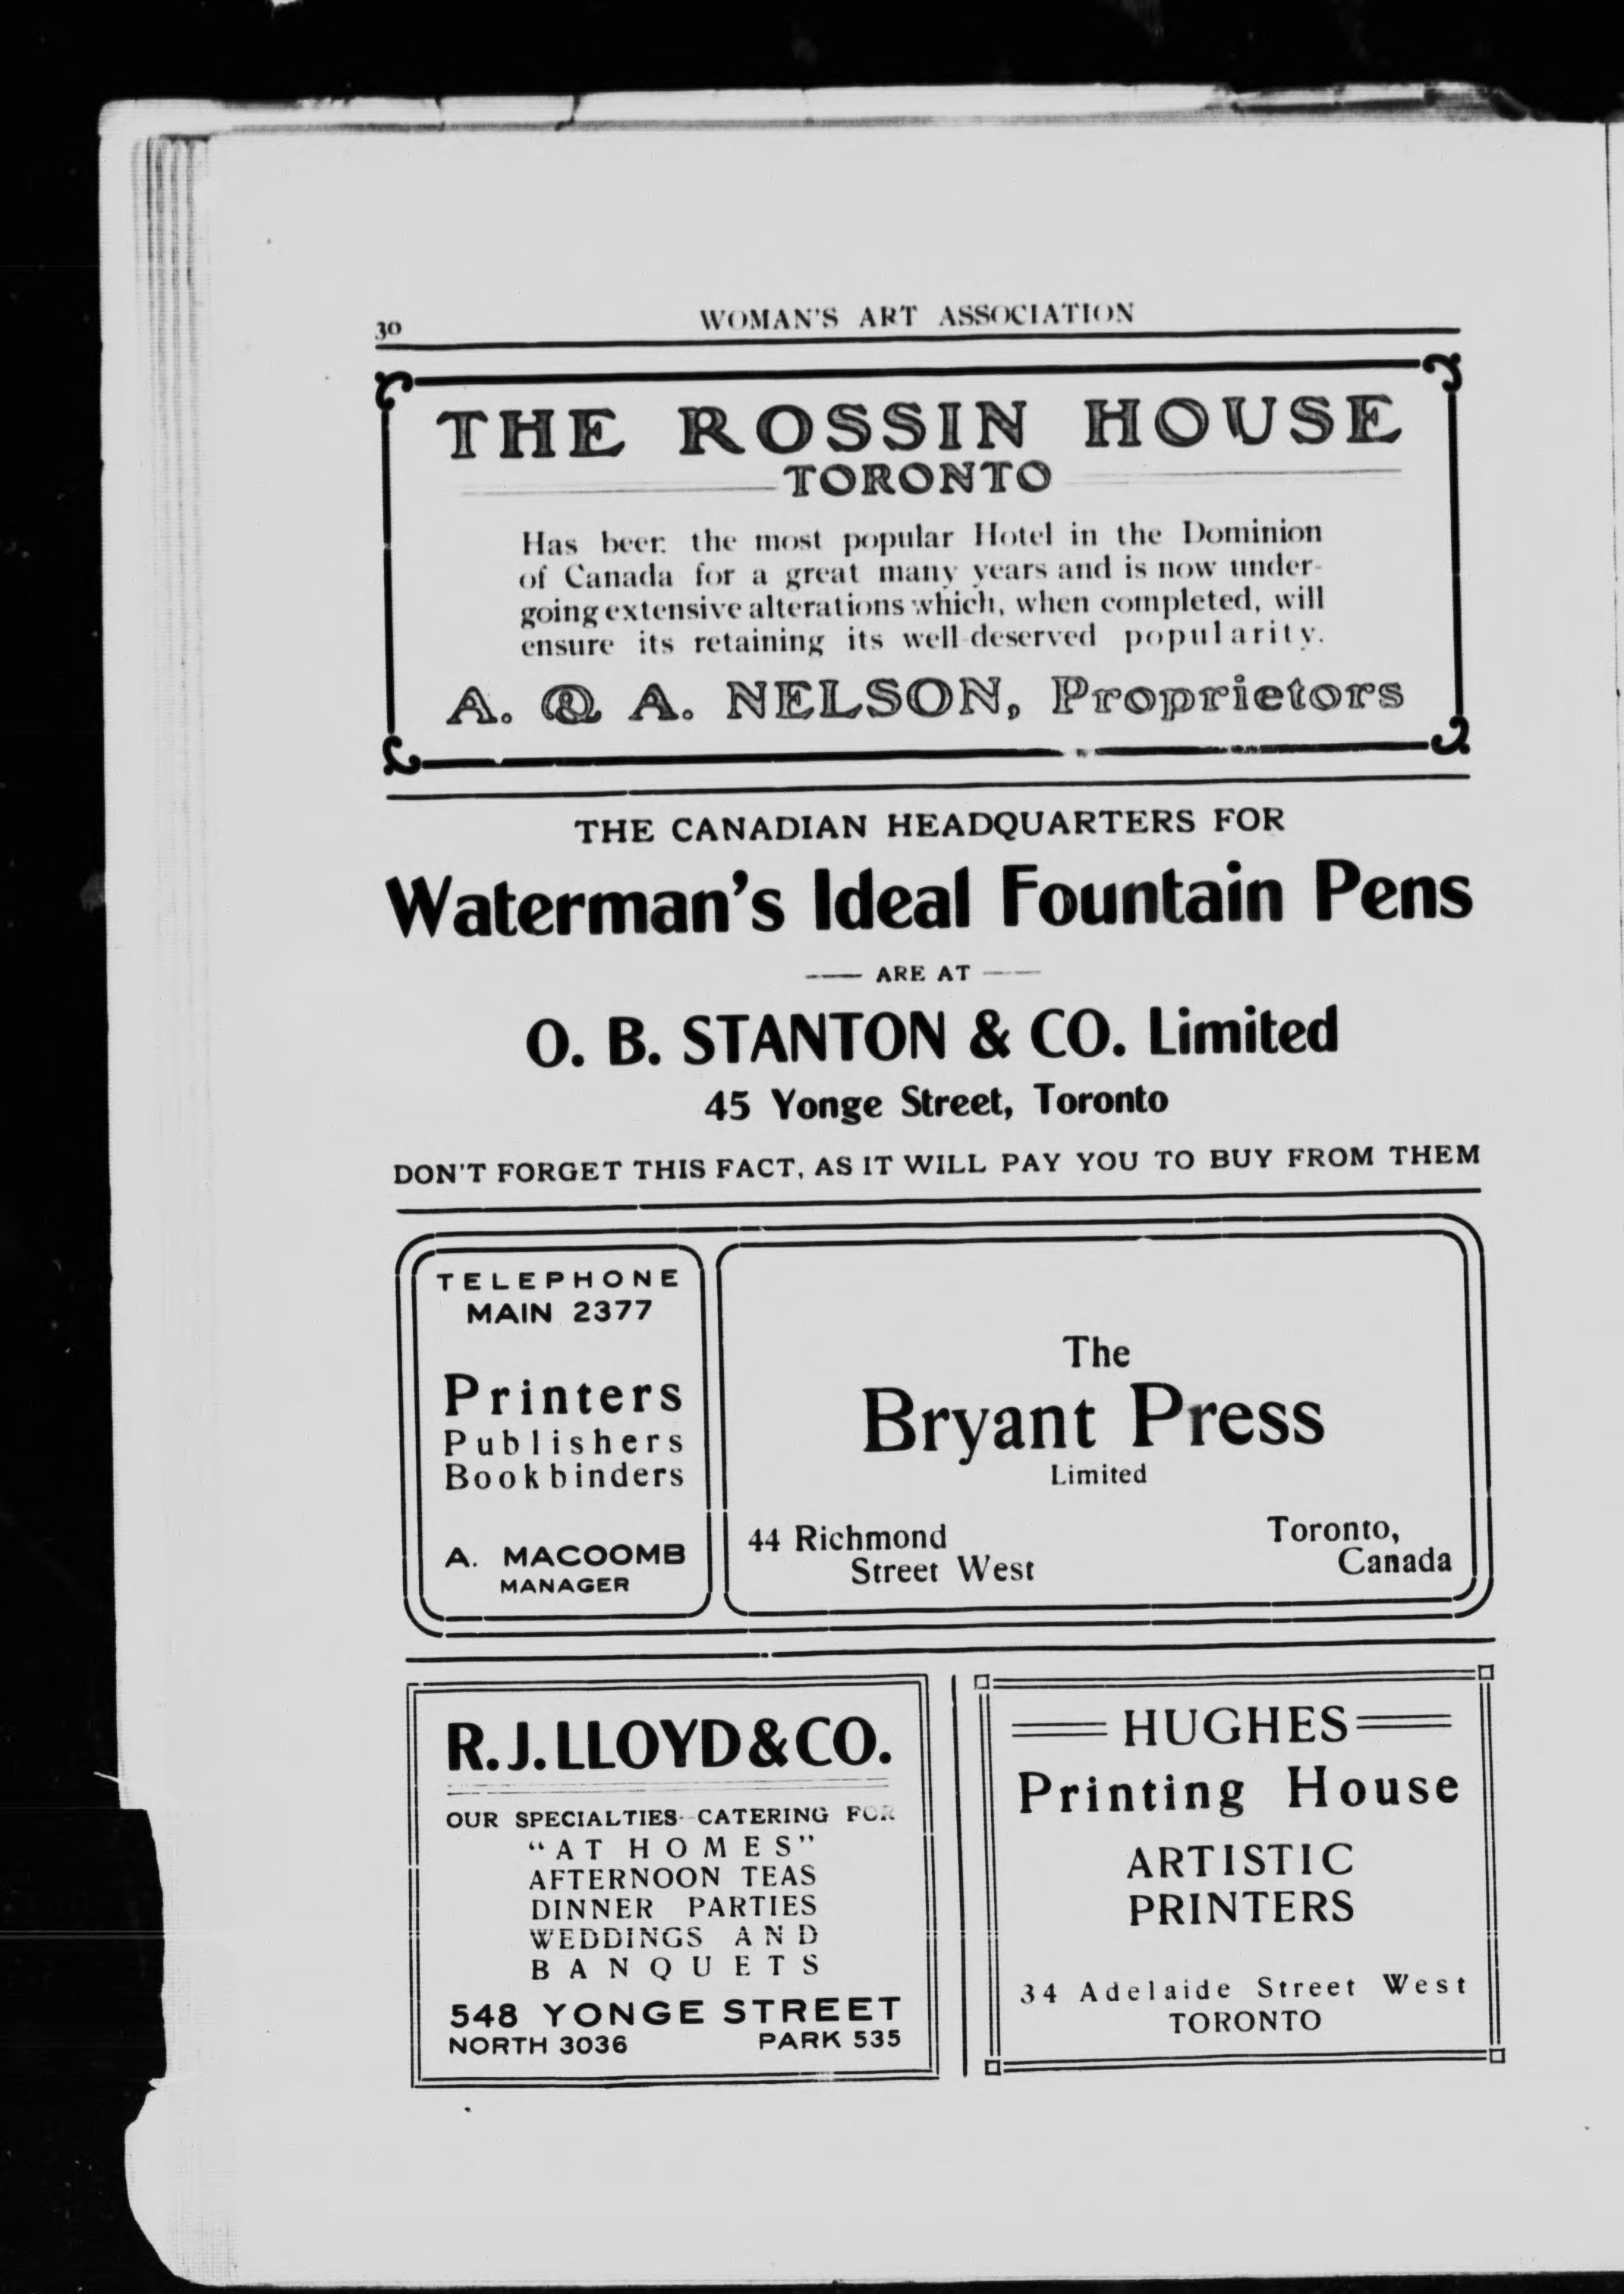 30
WOMAN'S ART ASSOCIATION
THE ROSSIN HOUSE
TORONTO
Has been the most popular Hotel in the Dominion
of Canada for a great many years and is now under-
going extensive alterations which, when completed, will
ensure its retaining its well-deserved popularity.
A. & A. NELSON, Proprietors
THE CANADIAN HEADQUARTERS FOR
Waterman's Ideal Fountain Pens
— ARE AT —
O. B. STANTON & CO. Limited
45 Yonge Street, Toronto
DON'T FORGET THIS FACT, AS IT WILL PAY YOU TO BUY FROM THEM
TELEPHONE
MAIN 2377
Printers
Publishers
Bookbinders
A. MACOOMB
MANAGER
The
Bryant Press
Limited
44 Richmond
Street West
Toronto,
Canada
R. J. LLOYD & CO.
OUR SPECIALTIES—CATERING FOR
"AT HOMES"
AFTERNOON TEAS
DINNER PARTIES
WEDDINGS AND
BANQUETS
548 YONGE STREET
NORTH 3036 PARK 535
HUGHES
Printing House
ARTISTIC
PRINTERS
34 Adelaide Street West
TORONTO